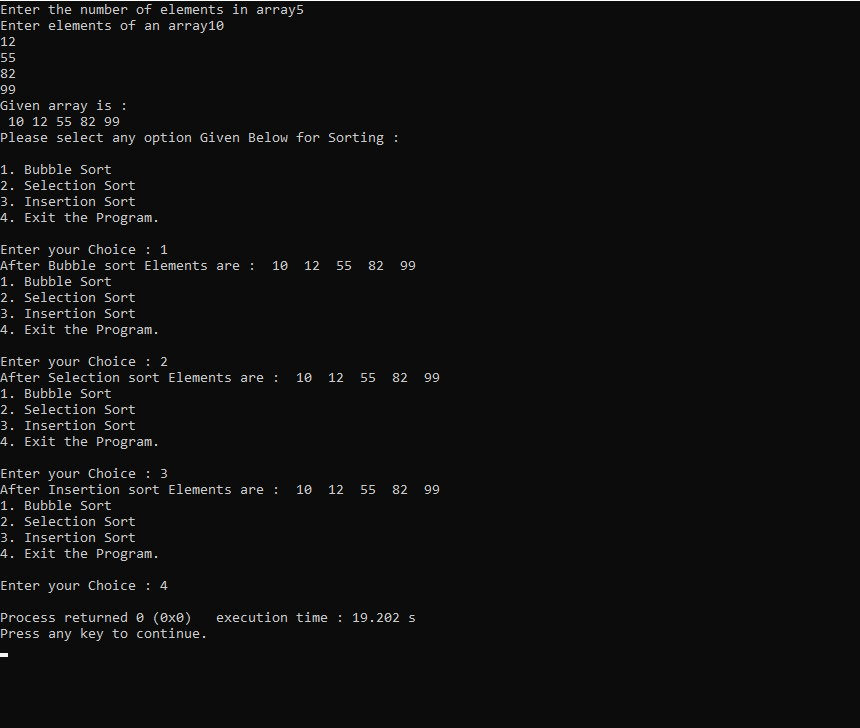 Enter the number of elements in array5
Enter elements of an array10
12
55
82
99
Given array is :
 10 12 55 82 99
Please select any option Given Below for Sorting :

1. Bubble Sort
2. Selection Sort
3. Insertion Sort
4. Exit the Program.

Enter your Choice : 1
After Bubble sort Elements are :  10  12  55  82  99
1. Bubble Sort
2. Selection Sort
3. Insertion Sort
4. Exit the Program.

Enter your Choice : 2
After Selection sort Elements are :  10  12  55  82  99
1. Bubble Sort
2. Selection Sort
3. Insertion Sort
4. Exit the Program.

Enter your Choice : 3
After Insertion sort Elements are :  10  12  55  82  99
1. Bubble Sort
2. Selection Sort
3. Insertion Sort
4. Exit the Program.

Enter your Choice : 4

Process returned 0 (0x0)   execution time : 19.202 s
Press any key to continue.